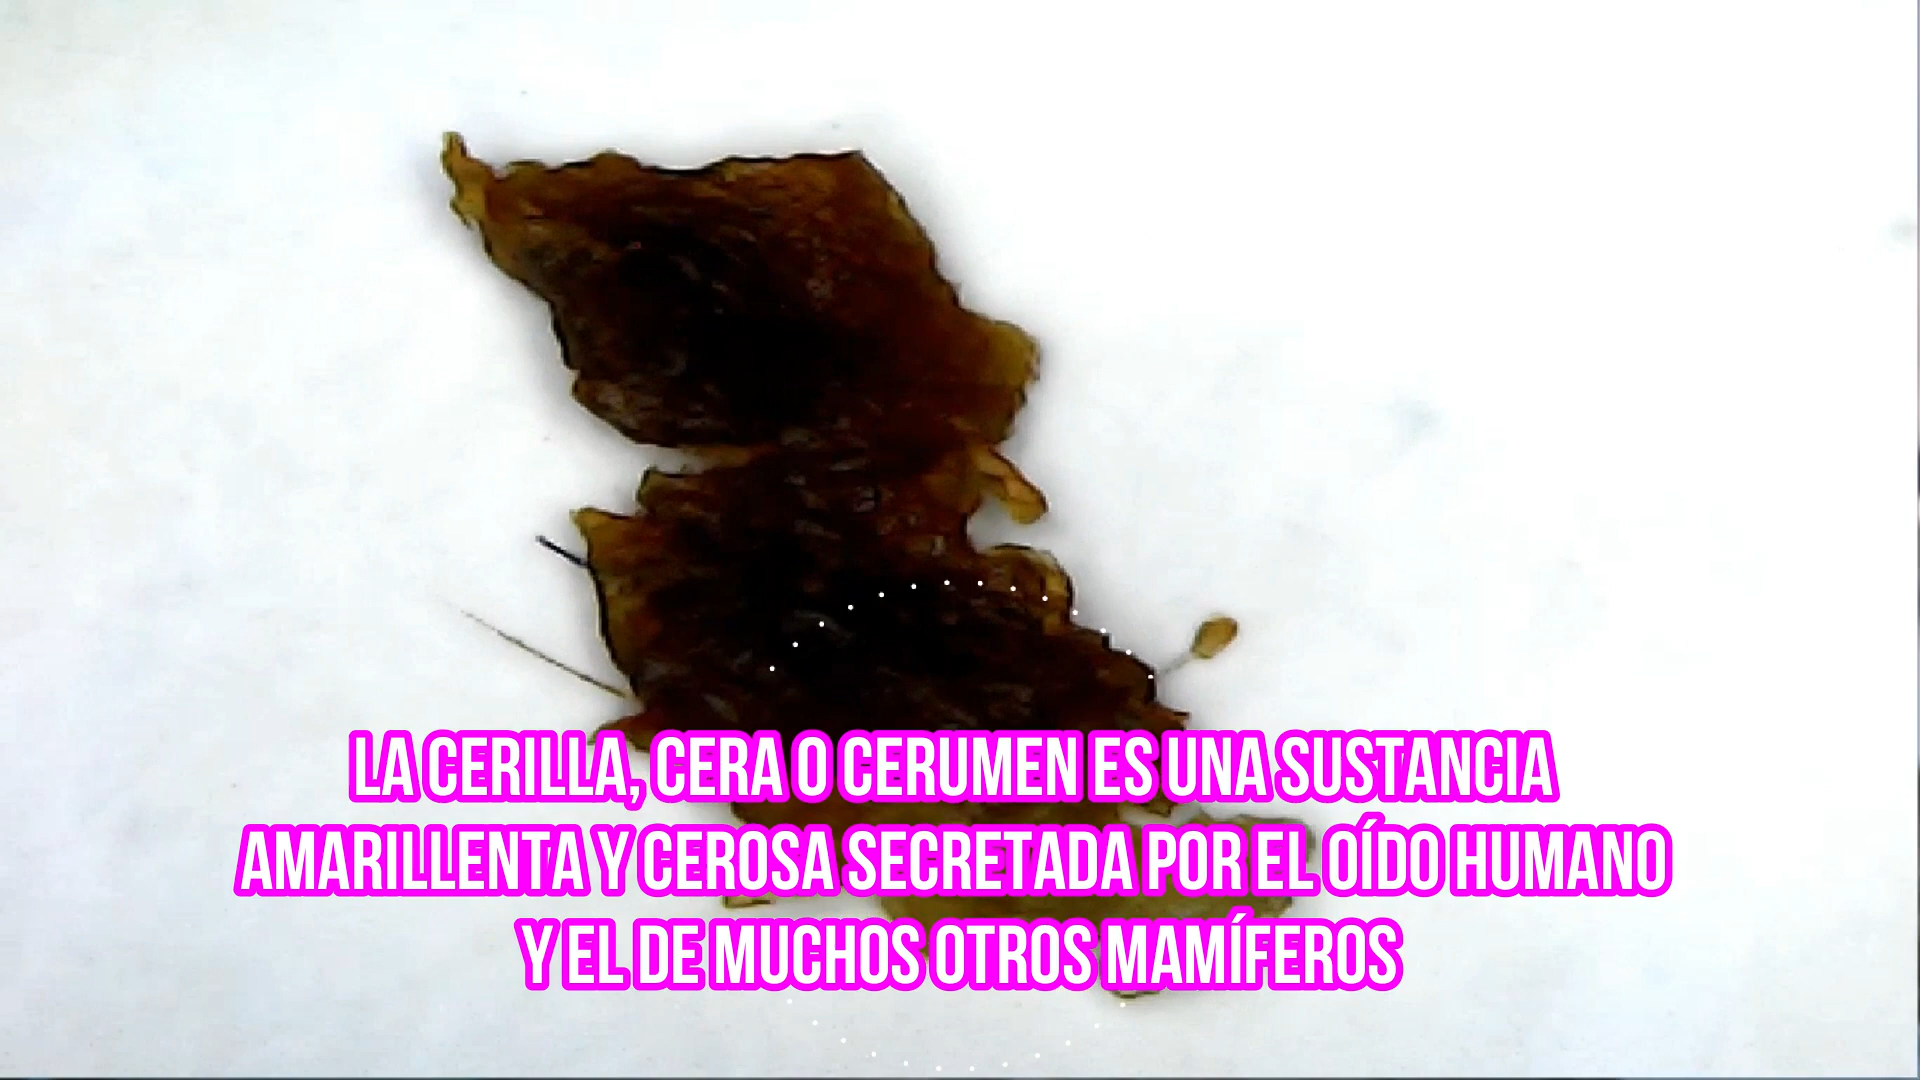 LA CERILLA, CERA O CERUMEN ES UNA SUSTANCIA
AMARILLENTA Y CEROSA SECRETADA POR EL OÍDO HUMANO
Y EL DE MUCHOS OTROS MAMÍFEROS